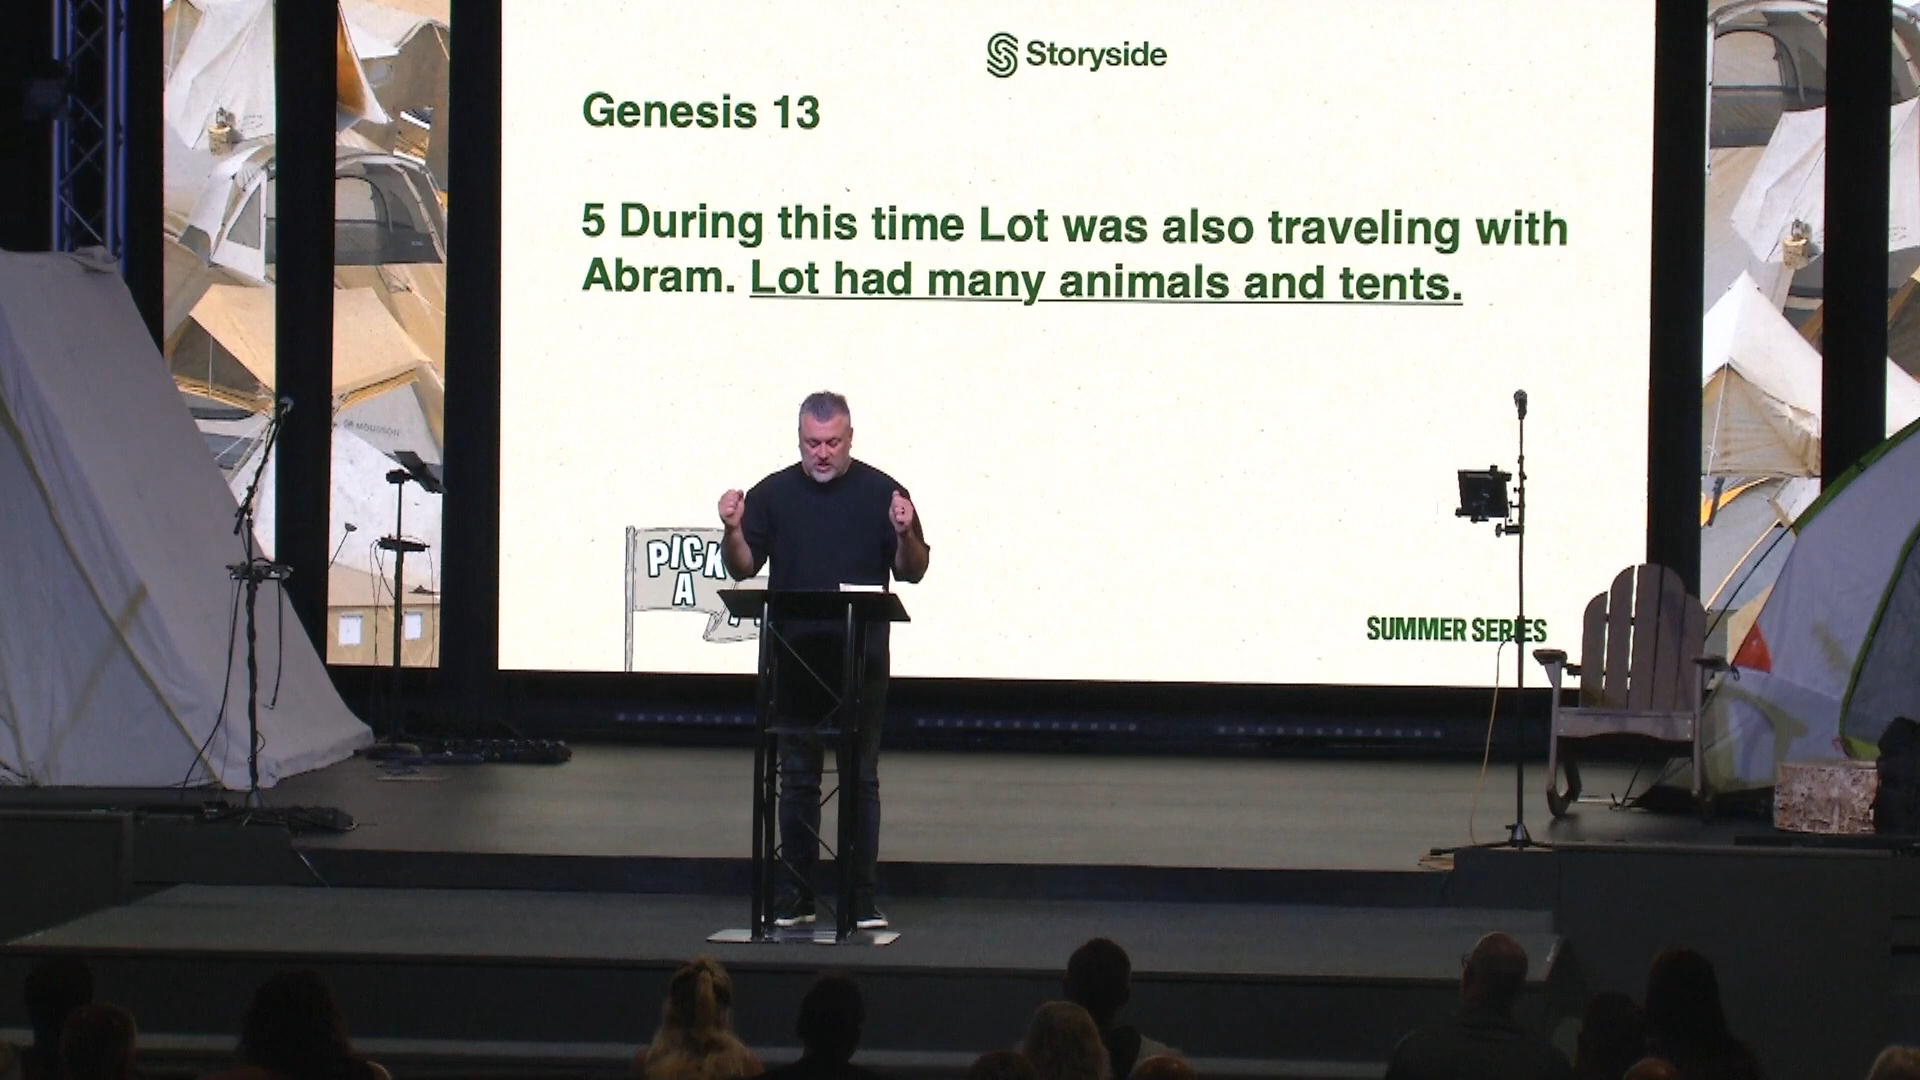 Storyside
Genesis 13
5 During this time Lot was also traveling with
Abram. Lot had many animals and tents.
PICK
A
SUMMER SERIES